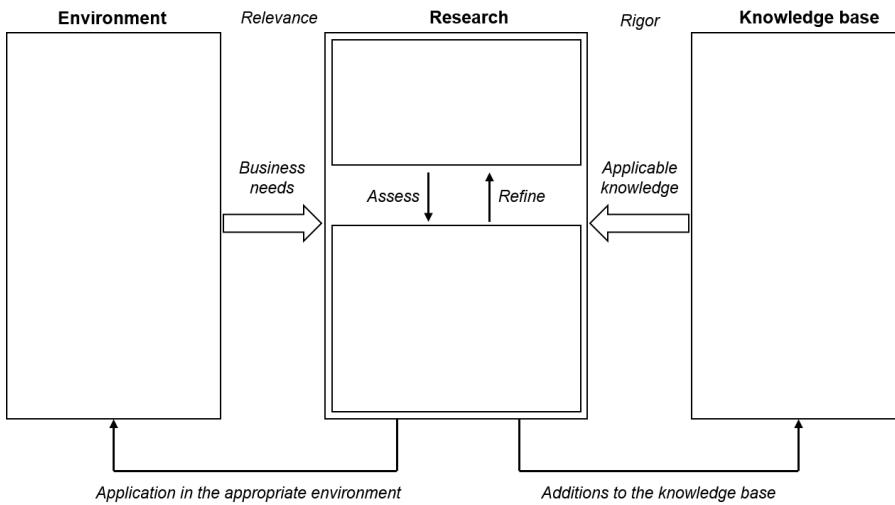 Environment
Relevance
Research
Rigor
Knowledge base
Business
needs
Assess
Refine
Applicable
knowledge
Application in the appropriate environment
Additions to the knowledge base